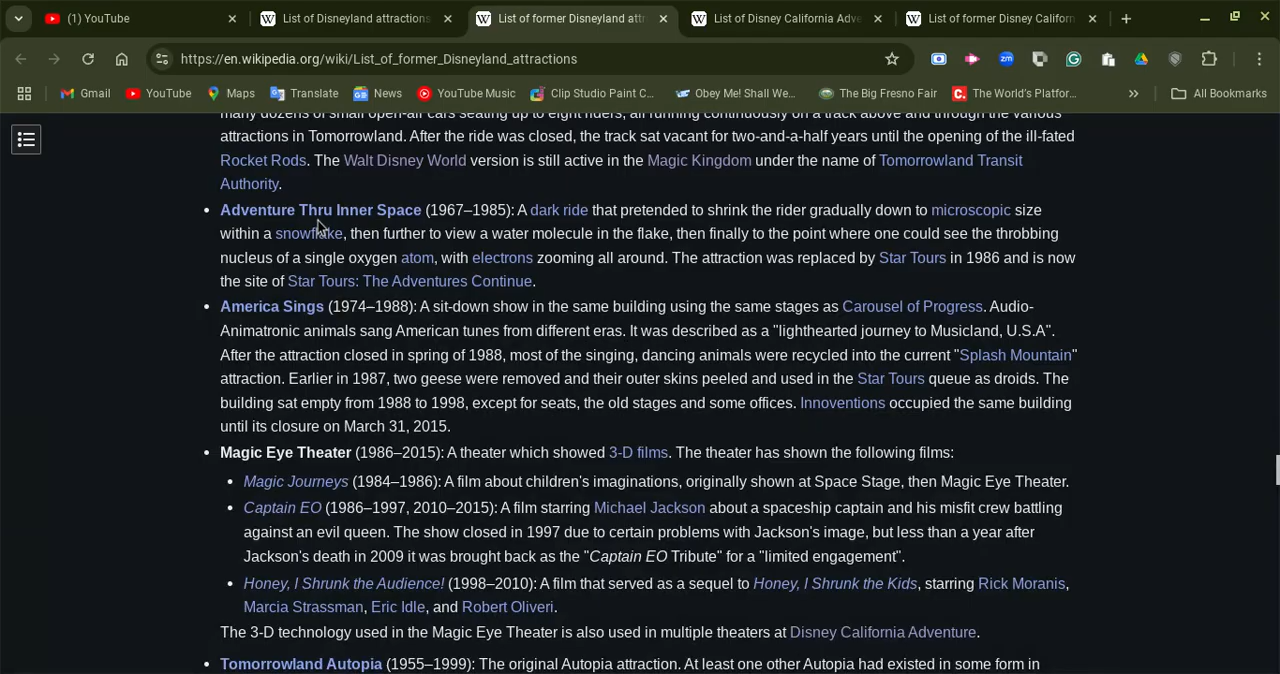 (1) YouTube
List of Disneyland attractions
List of former Disneyland attr
List of Disney California Adve
List of former Disney Californ
https://en.wikipedia.org/wiki/List_of_former_Disneyland_attractions
Gmail YouTube Maps Translate News YouTube Music Clip Studio Paint C... Obey Me! Shall We... The Big Fresno Fair The World's Platfor... All Bookmarks
many dozens of small open-air cars seating up to eight riders, all running continuously on a track above and through the various
attractions in Tomorrowland. After the ride was closed, the track sat vacant for two-and-a-half years until the opening of the ill-fated
Rocket Rods. The Walt Disney World version is still active in the Magic Kingdom under the name of Tomorrowland Transit
Authority.
• Adventure Thru Inner Space (1967–1985): A dark ride that pretended to shrink the rider gradually down to microscopic size
within a snowflake, then further to view a water molecule in the flake, then finally to the point where one could see the throbbing
nucleus of a single oxygen atom, with electrons zooming all around. The attraction was replaced by Star Tours in 1986 and is now
the site of Star Tours: The Adventures Continue.
• America Sings (1974–1988): A sit-down show in the same building using the same stages as Carousel of Progress. Audio-
Animatronic animals sang American tunes from different eras. It was described as a "lighthearted journey to Musicland, U.S.A".
After the attraction closed in spring of 1988, most of the singing, dancing animals were recycled into the current "Splash Mountain"
attraction. Earlier in 1987, two geese were removed and their outer skins peeled and used in the Star Tours queue as droids. The
building sat empty from 1988 to 1998, except for seats, the old stages and some offices. Innoventions occupied the same building
until its closure on March 31, 2015.
• Magic Eye Theater (1986–2015): A theater which showed 3-D films. The theater has shown the following films:
• Magic Journeys (1984–1986): A film about children's imaginations, originally shown at Space Stage, then Magic Eye Theater.
• Captain EO (1986–1997, 2010–2015): A film starring Michael Jackson about a spaceship captain and his misfit crew battling
against an evil queen. The show closed in 1997 due to certain problems with Jackson's image, but less than a year after
Jackson's death in 2009 it was brought back as the "Captain EO Tribute" for a "limited engagement".
• Honey, I Shrunk the Audience! (1998–2010): A film that served as a sequel to Honey, I Shrunk the Kids, starring Rick Moranis,
Marcia Strassman, Eric Idle, and Robert Oliveri.
The 3-D technology used in the Magic Eye Theater is also used in multiple theaters at Disney California Adventure.
• Tomorrowland Autopia (1955–1999): The original Autopia attraction. At least one other Autopia had existed in some form in